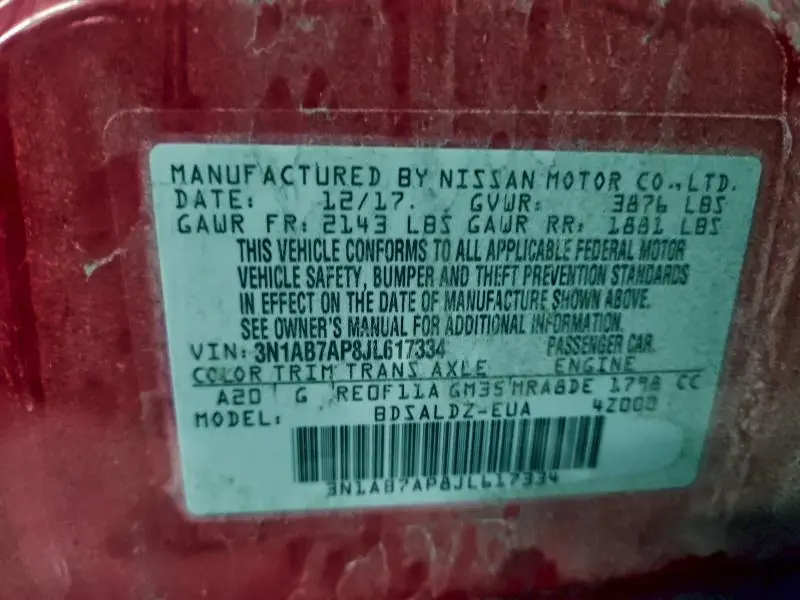 MANUFACTURED BY NISSAN MOTOR CO.,LTD.
DATE: 12/17. GVWR: 3876 LBS
GAWR FR: 2143 LBS GAWR RR: 1881 LBS
THIS VEHICLE CONFORMS TO ALL APPLICABLE FEDERAL MOTOR
VEHICLE SAFETY, BUMPER AND THEFT PREVENTION STANDARDS
IN EFFECT ON THE DATE OF MANUFACTURE SHOWN ABOVE.
SEE OWNER'S MANUAL FOR ADDITIONAL INFORMATION.
VIN: 3N1AB7AP8JL617334 PASSENGER CAR.
COLOR TRIM TRANS AXLE ENGINE
A20 G RE0F11A GM35 MRA8DE 1798 CC
MODEL: BDSALDZ-EUA 4Z000
3N1AB7AP8JL617334